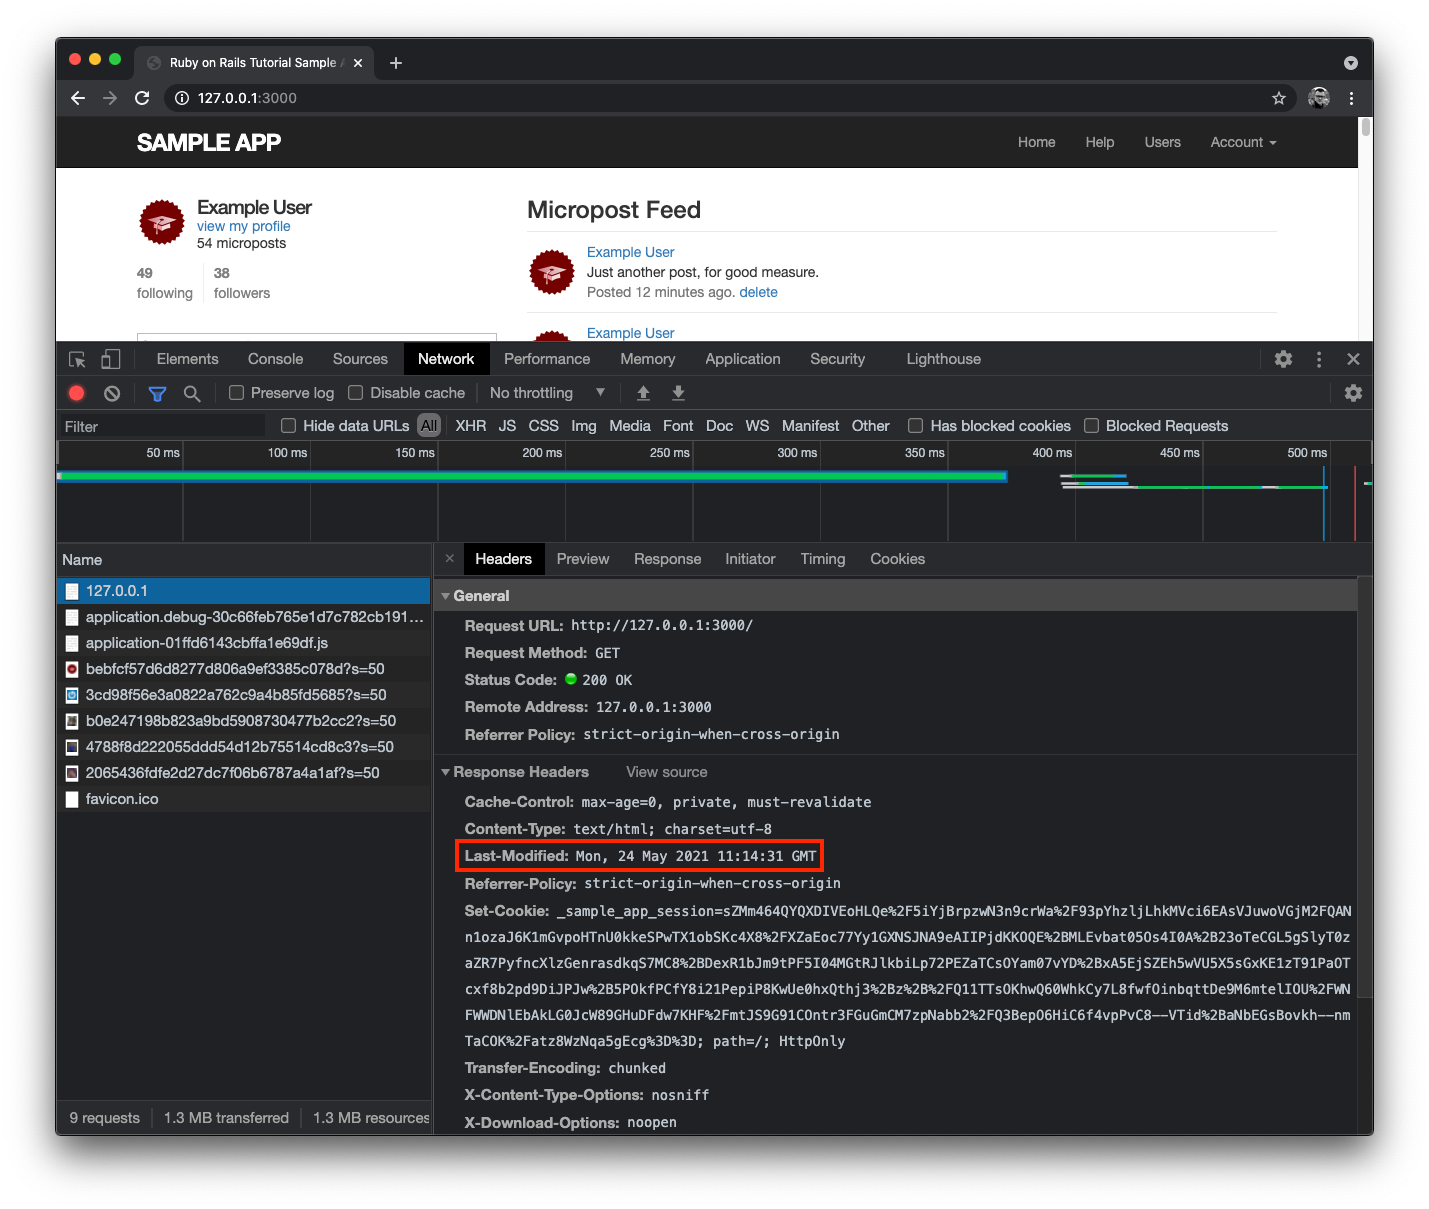 Ruby on Rails Tutorial Sample A
127.0.0.1:3000
SAMPLE APP
Home Help Users Account
Example User
view my profile
54 microposts
49 following
38 followers
Micropost Feed
Example User
Just another post, for good measure.
Posted 12 minutes ago. delete
Example User
Elements Console Sources Network Performance Memory Application Security Lighthouse
Preserve log Disable cache No throttling
Filter Hide data URLs All XHR JS CSS Img Media Font Doc WS Manifest Other Has blocked cookies Blocked Requests
50 ms 100 ms 150 ms 200 ms 250 ms 300 ms 350 ms 400 ms 450 ms 500 ms
Name
127.0.0.1
application.debug-30c66feb765e1d7c782cb191…
application-01ffd6143cbffa1e69df.js
bebfcf57d6d8277d806a9ef3385c078d?s=50
3cd98f56e3a0822a762c9a4b85fd5685?s=50
b0e247198b823a9bd5908730477b2cc2?s=50
4788f8d222055ddd54d12b75514cd8c3?s=50
2065436fdfe2d27dc7f06b6787a4a1af?s=50
favicon.ico
9 requests 1.3 MB transferred 1.3 MB resources
Headers Preview Response Initiator Timing Cookies
General
Request URL: http://127.0.0.1:3000/
Request Method: GET
Status Code: 200 OK
Remote Address: 127.0.0.1:3000
Referrer Policy: strict-origin-when-cross-origin
Response Headers View source
Cache-Control: max-age=0, private, must-revalidate
Content-Type: text/html; charset=utf-8
Last-Modified: Mon, 24 May 2021 11:14:31 GMT
Referrer-Policy: strict-origin-when-cross-origin
Set-Cookie: _sample_app_session=sZMm464QYQXDIVEoHLQe%2F5iYjBrpzwN3n9crWa%2F93pYhzljLhkMVci6EAsVJuwoVGjM2FQAN
n1ozaJ6K1mGvpoHTnU0kkeSPwTX1obSKc4X8%2FXZaEoc77Yy1GXNSJNA9eAIIPjdKKOQE%2BMLEvbat05Os4I0A%2B23oTeCGL5gSlyT0z
aZR7PyfncXlzGenrasdkqS7MC8%2BDexR1bJm9tPF5I04MGtRJlkbiLp72PEZaTCsOYam07vYD%2BxA5EjSZEh5wVU5X5sGxKE1zT91PaOT
cxf8b2pd9DiJPJw%2B5POkfPCfY8i21PepiP8KwUe0hxQthj3%2Bz%2B%2FQ11TTsOKhwQ60WhkCy7L8fwfOinbqttDe9M6mtelIOU%2FWN
FWWDNlEbAkLG0JcW89GHuDFdw7KHF%2FmtJS9G91COntr3FGuGmCM7zpNabb2%2FQ3BepO6HiC6f4vpPvC8--VTid%2BaNbEGsBovkh--nm
TaCOK%2Fatz8WzNqa5gEcg%3D%3D; path=/; HttpOnly
Transfer-Encoding: chunked
X-Content-Type-Options: nosniff
X-Download-Options: noopen